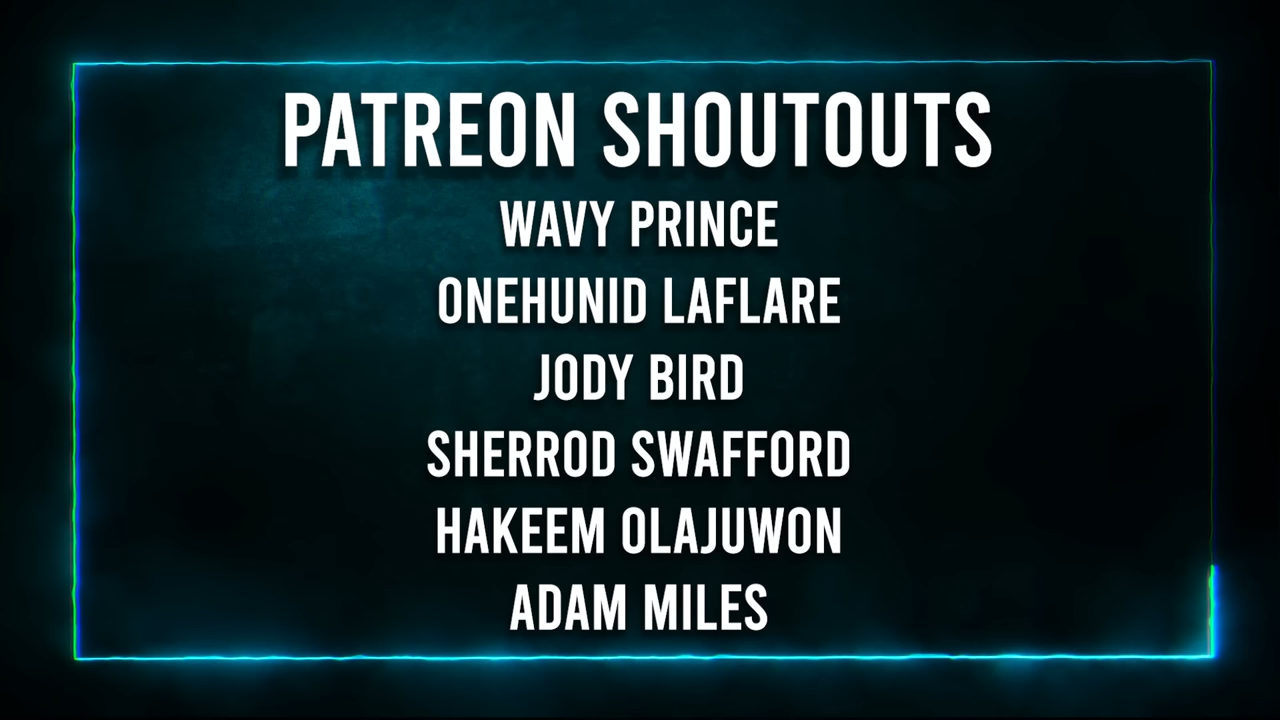 PATREON SHOUTOUTS
WAVY PRINCE
ONEHUNID LAFLARE
JODY BIRD
SHERROD SWAFFORD
HAKEEM OLAJUWON
ADAM MILES